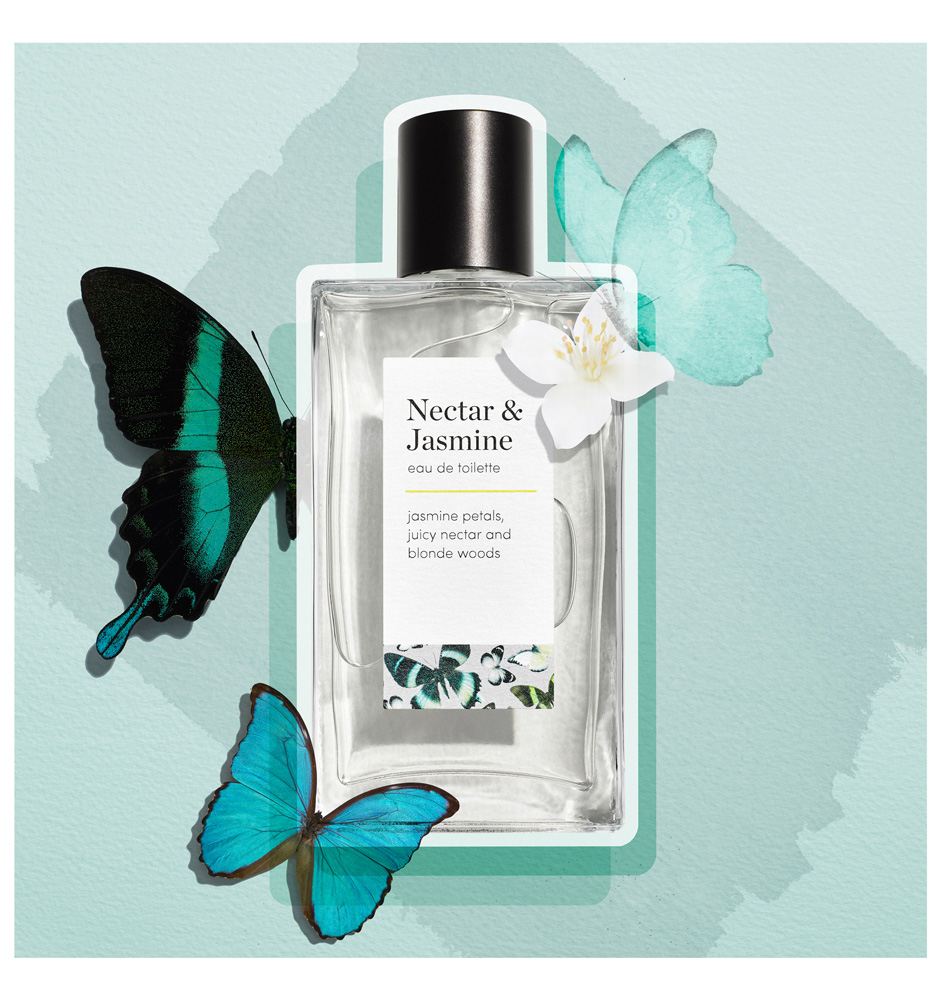 Nectar &
Jasmine
eau de toilette
jasmine petals,
juicy nectar and
blonde woods